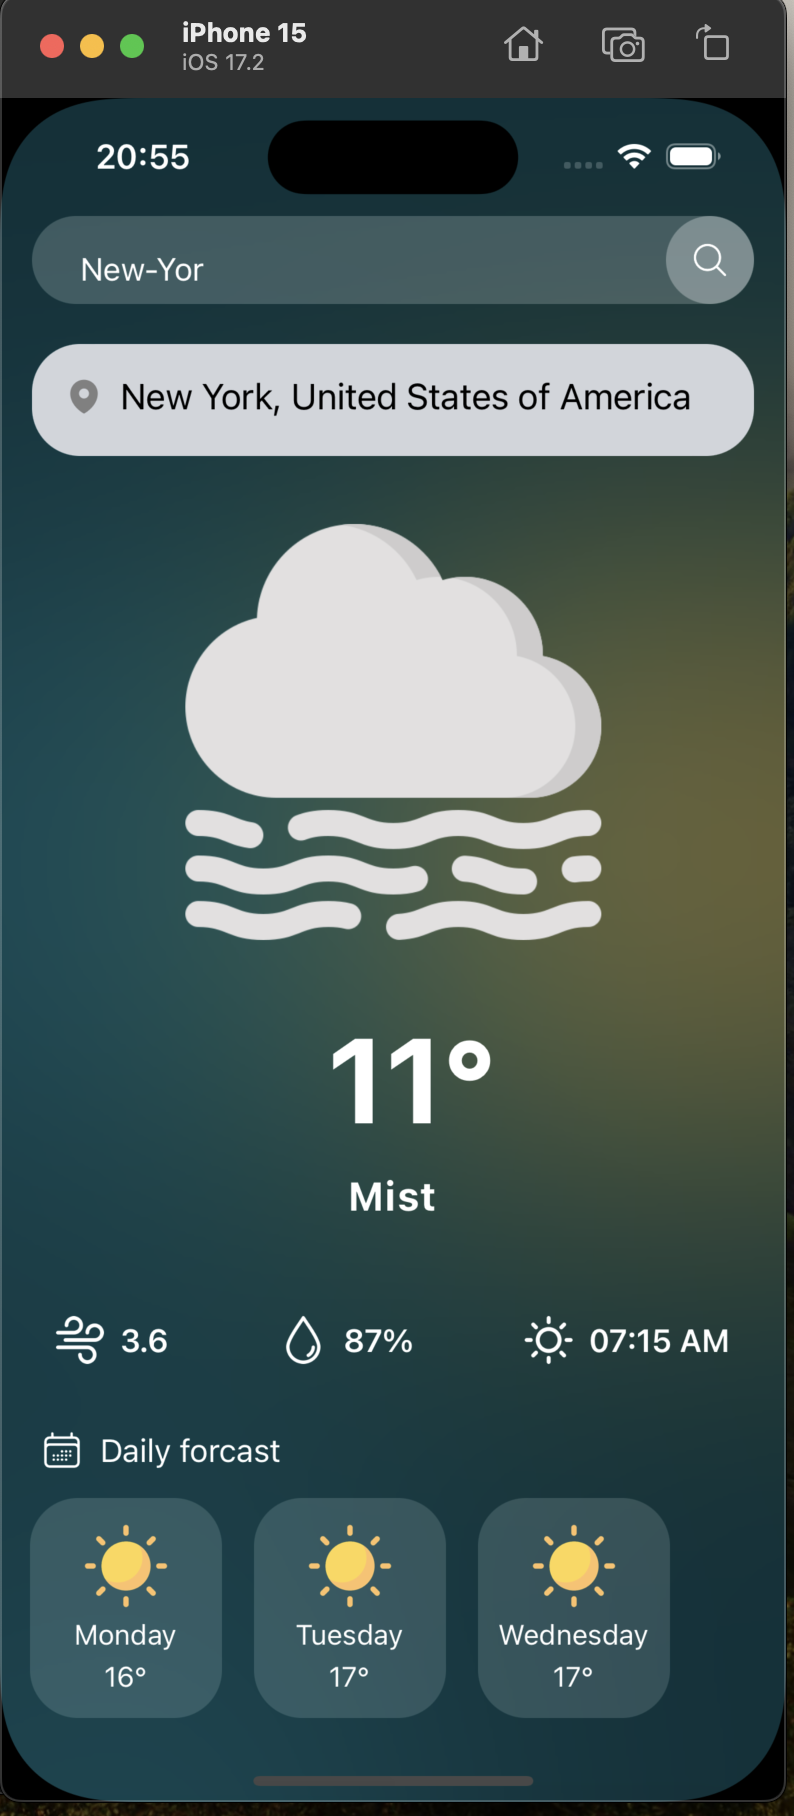 iPhone 15
iOS 17.2
20:55
New-Yor
New York, United States of America
11°
Mist
3.6
87%
07:15 AM
Daily forcast
Monday
16°
Tuesday
17°
Wednesday
17°